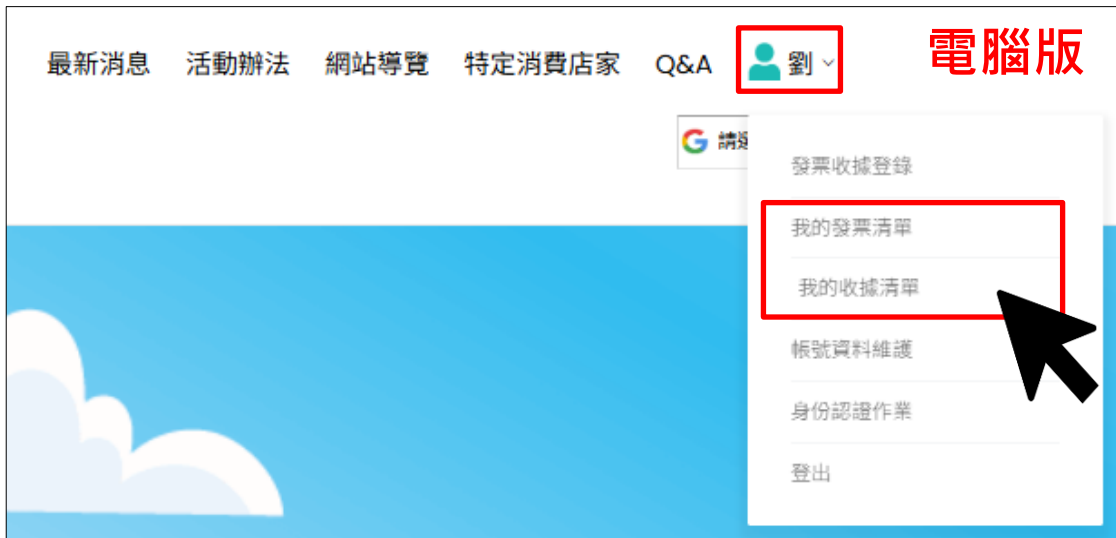 最新消息 活動辦法 網站導覽 特定消費店家 Q&A 劉 電腦版
G 請
發票收據登錄
我的發票清單
我的收據清單
帳號資料維護
身份認證作業
登出